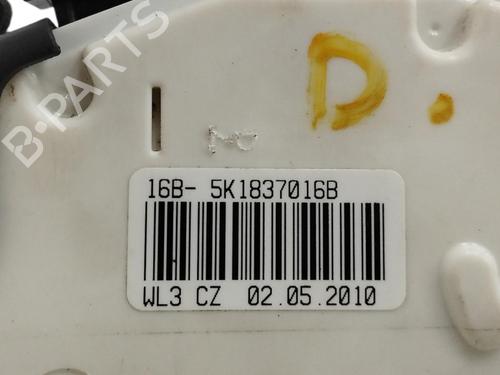 B-PARTS
D.
16B- 5K1837016B
WL3 CZ 02.05.2010